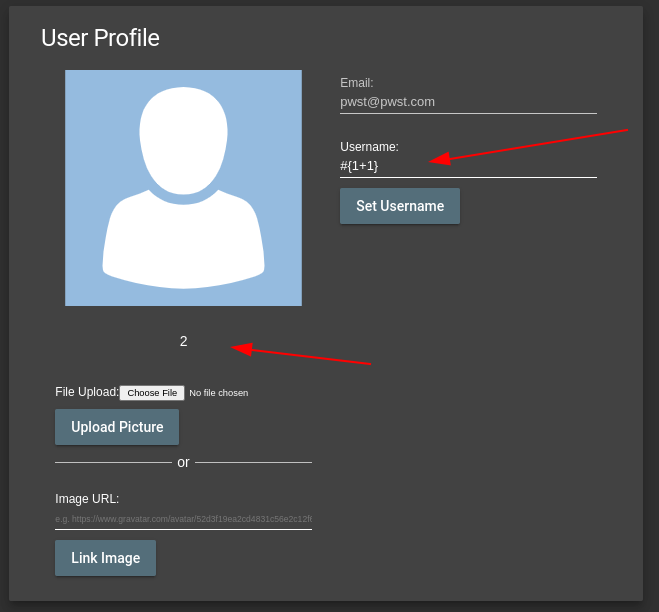 User Profile
Email:
pwst@pwst.com
Username:
#{1+1}
Set Username
2
File Upload: Choose File No file chosen
Upload Picture
or
Image URL:
e.g. https://www.gravatar.com/avatar/52d3f19ea2cd4831c56e2c12f6
Link Image